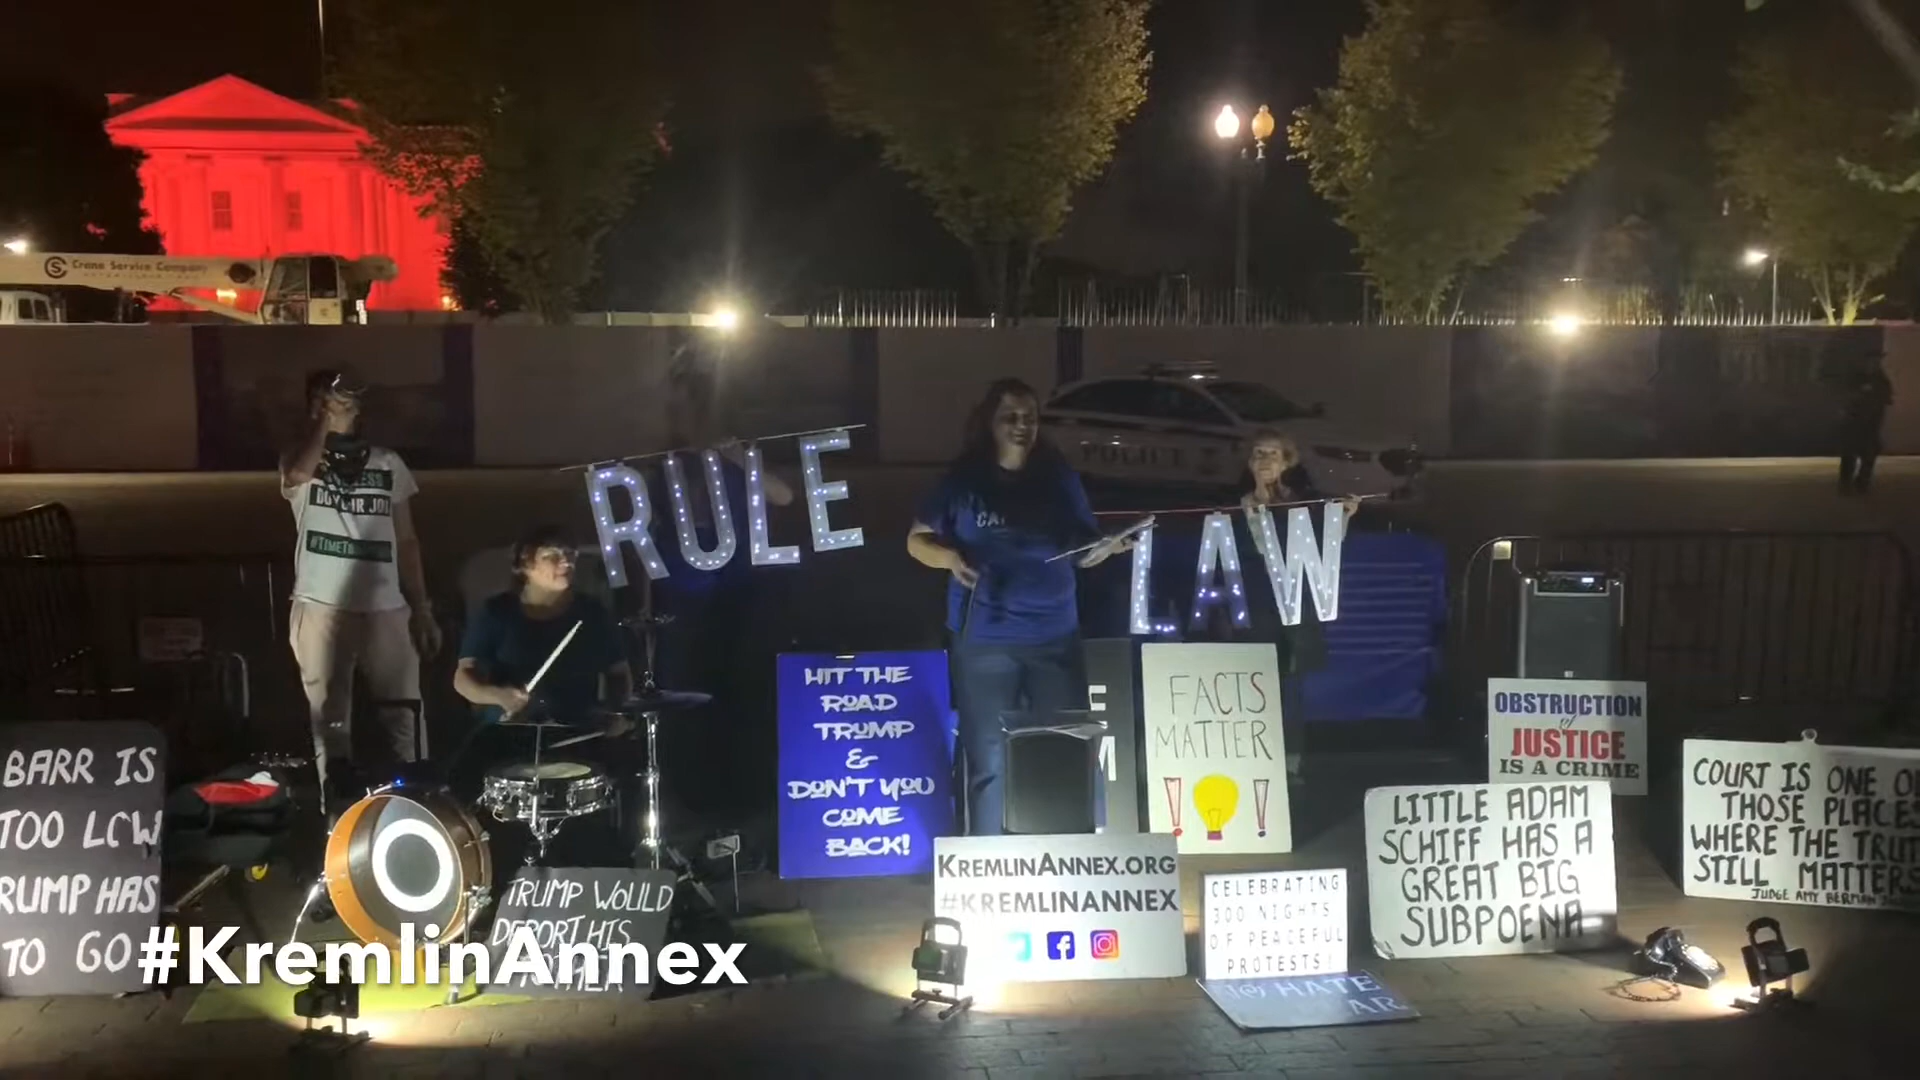 Crane Service Company
POLICE
RULE
LAW
HIT THE
ROAD
TRUMP
&
DON'T YOU
COME
BACK!
FACTS
MATTER
OBSTRUCTION
of
JUSTICE
IS A CRIME
BARR IS
TOO LOW
RUMP HAS
TO GO
TRUMP WOULD
DEPORT HIS
KREMLINANNEX.ORG
#KREMLINANNEX
CELEBRATING
300 NIGHTS
OF PEACEFUL
PROTESTS!
HATE
LITTLE ADAM
SCHIFF HAS A
GREAT BIG
SUBPOENA
COURT IS ONE O
THOSE PLACES
WHERE THE TRUT
STILL MATTERS
JUDGE AMY BERMAN
#KremlinAnnex